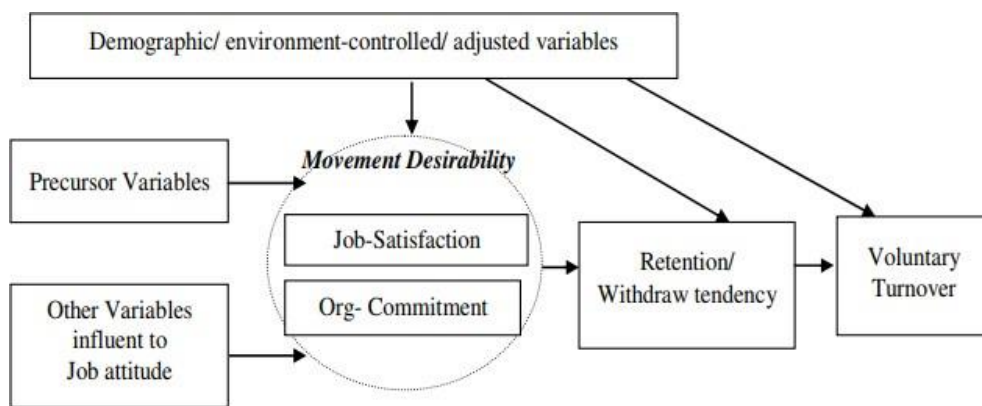 Demographic/ environment-controlled/ adjusted variables
Movement Desirability
Precursor Variables
Job-Satisfaction
Org- Commitment
Other Variables
influent to
Job attitude
Retention/
Withdraw tendency
Voluntary
Turnover